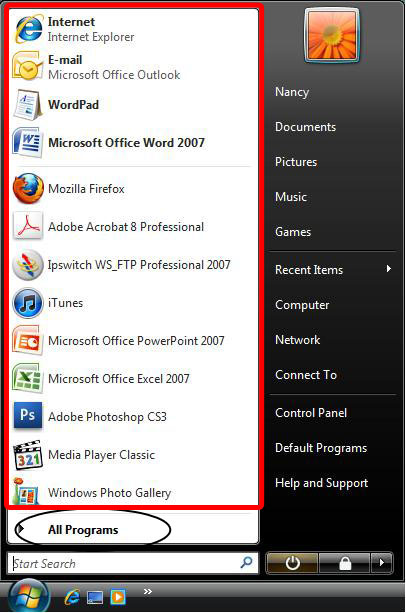 Internet
Internet Explorer
E-mail
Microsoft Office Outlook
WordPad
Microsoft Office Word 2007
Mozilla Firefox
Adobe Acrobat 8 Professional
Ipswitch WS_FTP Professional 2007
iTunes
Microsoft Office PowerPoint 2007
Microsoft Office Excel 2007
Ps
Adobe Photoshop CS3
321
Media Player Classic
Windows Photo Gallery
All Programs
Start Search
Nancy
Documents
Pictures
Music
Games
Recent Items
Computer
Network
Connect To
Control Panel
Default Programs
Help and Support